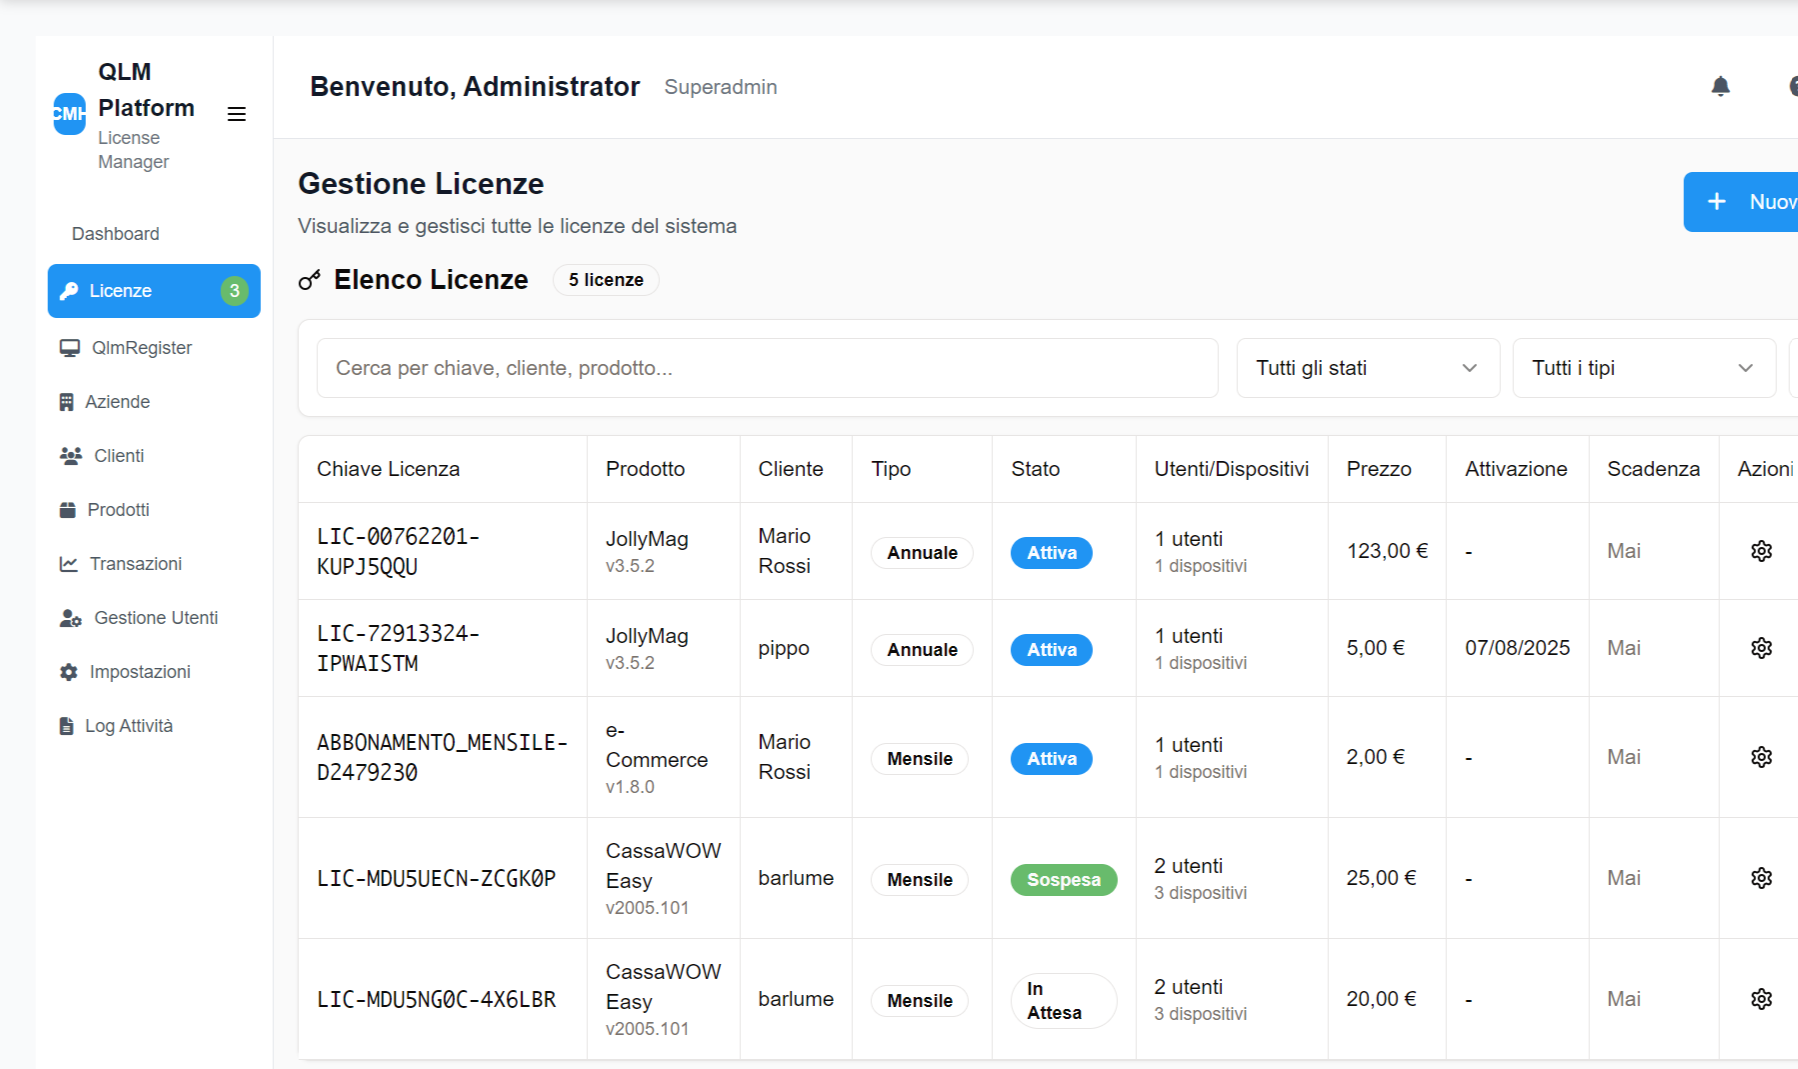 QLM
Platform
CMH
License
Manager
Benvenuto, Administrator Superadmin
Dashboard
Licenze 3
QlmRegister
Aziende
Clienti
Prodotti
Transazioni
Gestione Utenti
Impostazioni
Log Attività
Gestione Licenze
Visualizza e gestisci tutte le licenze del sistema
+ Nuov
Elenco Licenze 5 licenze
Cerca per chiave, cliente, prodotto... Tutti gli stati Tutti i tipi
Chiave Licenza Prodotto Cliente Tipo Stato Utenti/Dispositivi Prezzo Attivazione Scadenza Azioni
LIC-00762201-
KUPJ5QQU
JollyMag
v3.5.2
Mario
Rossi
Annuale
Attiva
1 utenti
1 dispositivi
123,00 €
-
Mai
LIC-72913324-
IPWAISTM
JollyMag
v3.5.2
pippo
Annuale
Attiva
1 utenti
1 dispositivi
5,00 €
07/08/2025
Mai
ABBONAMENTO_MENSILE-
D2479230
e-
Commerce
v1.8.0
Mario
Rossi
Mensile
Attiva
1 utenti
1 dispositivi
2,00 €
-
Mai
LIC-MDU5UECN-ZCGK0P
CassaWOW
Easy
v2005.101
barlume
Mensile
Sospesa
2 utenti
3 dispositivi
25,00 €
-
Mai
LIC-MDU5NG0C-4X6LBR
CassaWOW
Easy
v2005.101
barlume
Mensile
In
Attesa
2 utenti
3 dispositivi
20,00 €
-
Mai